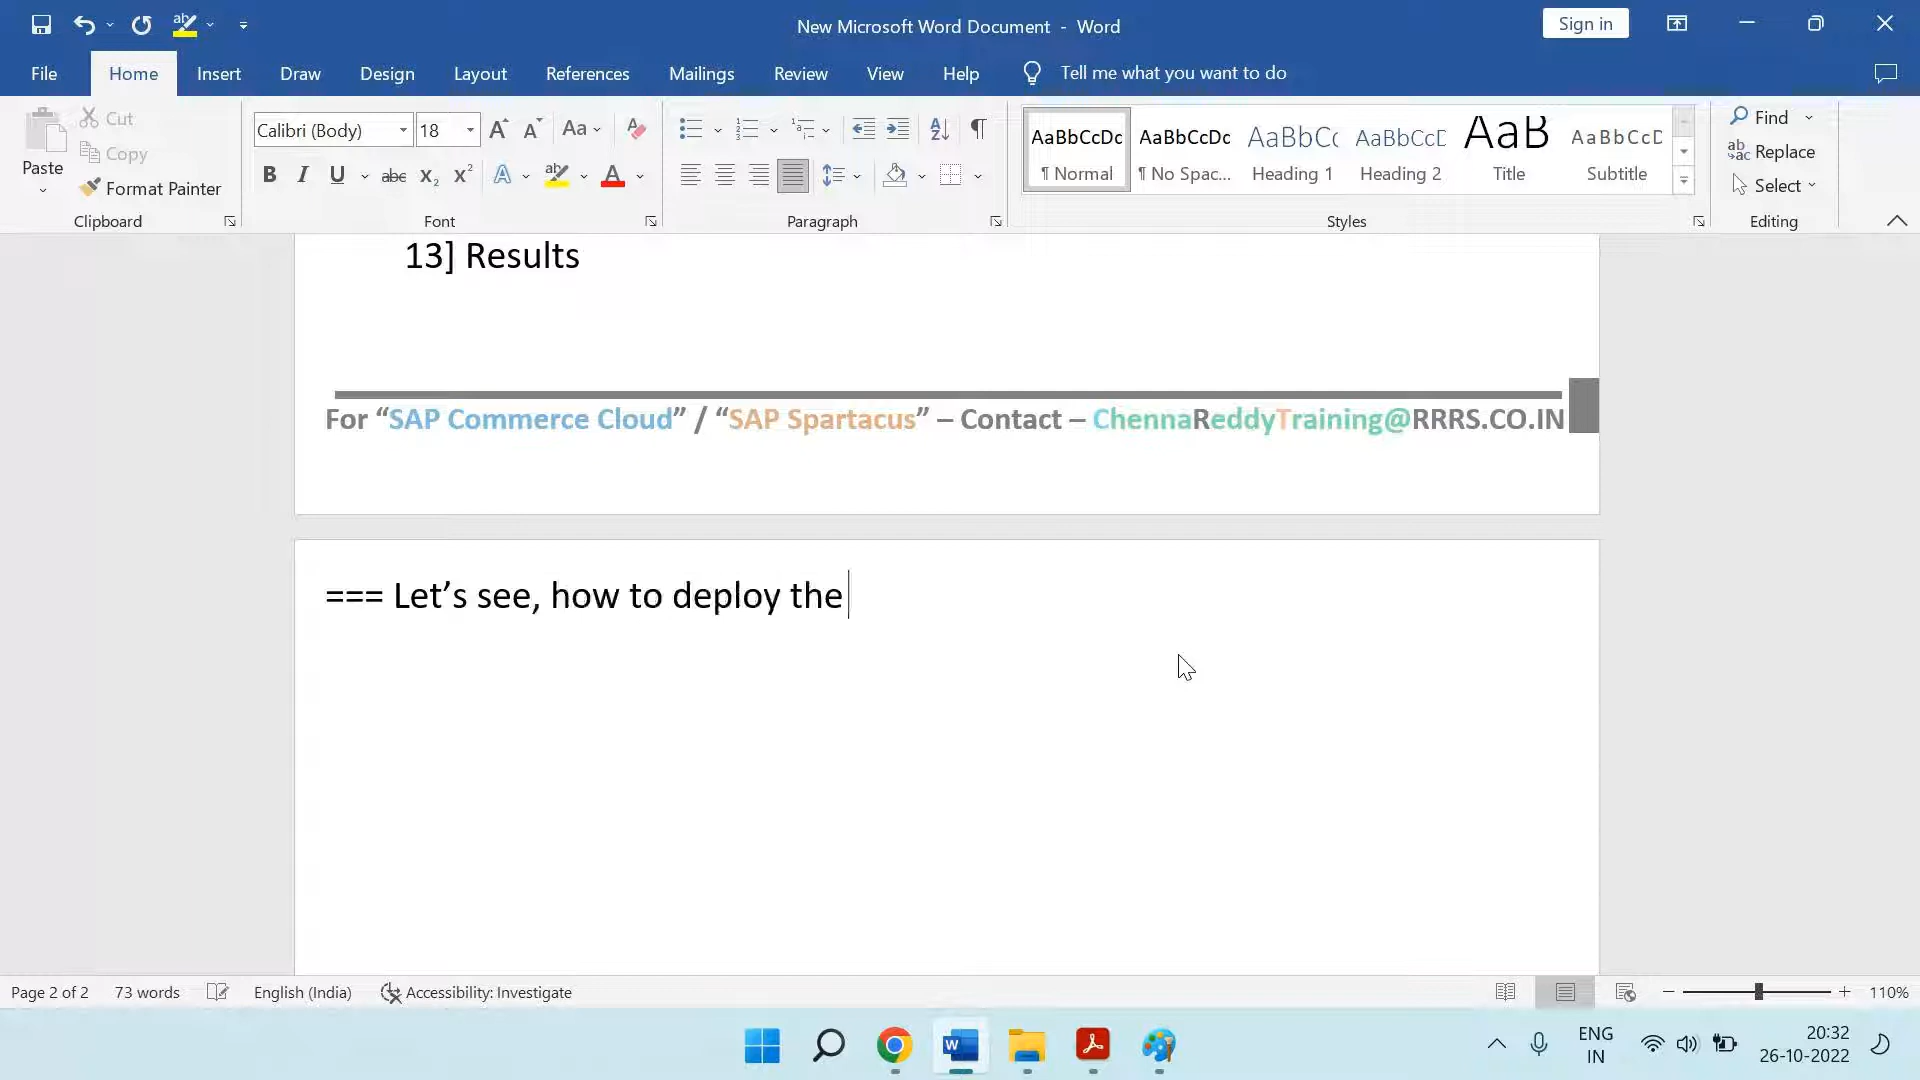 New Microsoft Word Document - Word
Sign in
File Home Insert Draw Design Layout References Mailings Review View Help Tell me what you want to do
Paste
Cut
Copy
Format Painter
Clipboard
Calibri (Body) 18
Font
Paragraph
AaBbCcDc AaBbCcDc AaBbCc AaBbCcD AaB AaBbCcD
¶ Normal ¶ No Spac... Heading 1 Heading 2 Title Subtitle
Styles
Find
Replace
Select
Editing
13] Results
For “SAP Commerce Cloud” / “SAP Spartacus” – Contact – ChennaReddyTraining@RRRS.CO.IN
=== Let’s see, how to deploy the
Page 2 of 2 73 words English (India) Accessibility: Investigate 110%
ENG
IN
20:32
26-10-2022